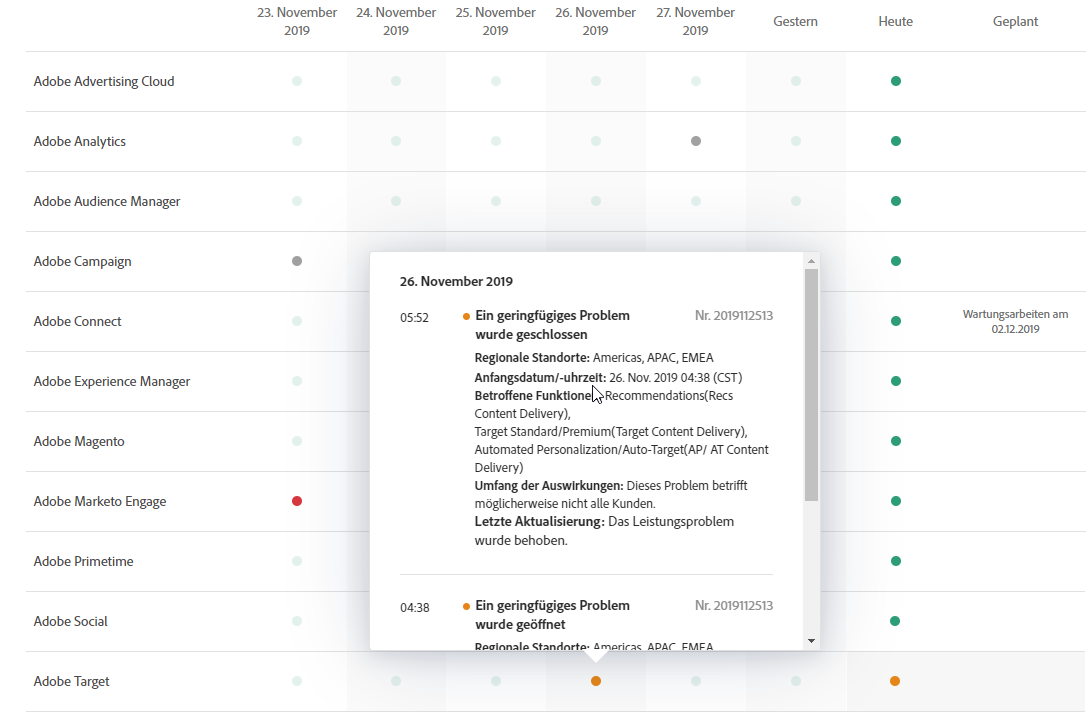 23. November 24. November 25. November 26. November 27. November Gestern Heute Geplant
2019 2019 2019 2019 2019
Adobe Advertising Cloud
Adobe Analytics
Adobe Audience Manager
Adobe Campaign
Adobe Connect
Wartungsarbeiten am
02.12.2019
Adobe Experience Manager
Adobe Magento
Adobe Marketo Engage
Adobe Primetime
Adobe Social
Adobe Target
26. November 2019
05:52 Ein geringfügiges Problem Nr. 2019112513
wurde geschlossen
Regionale Standorte: Americas, APAC, EMEA
Anfangsdatum/-uhrzeit: 26. Nov. 2019 04:38 (CST)
Betroffene Funktionen: Recommendations(Recs
Content Delivery),
Target Standard/Premium(Target Content Delivery),
Automated Personalization/Auto-Target(AP/ AT Content
Delivery)
Umfang der Auswirkungen: Dieses Problem betrifft
möglicherweise nicht alle Kunden.
Letzte Aktualisierung: Das Leistungsproblem
wurde behoben.
04:38 Ein geringfügiges Problem Nr. 2019112513
wurde geöffnet
Regionale Standorte: Americas, APAC, EMEA